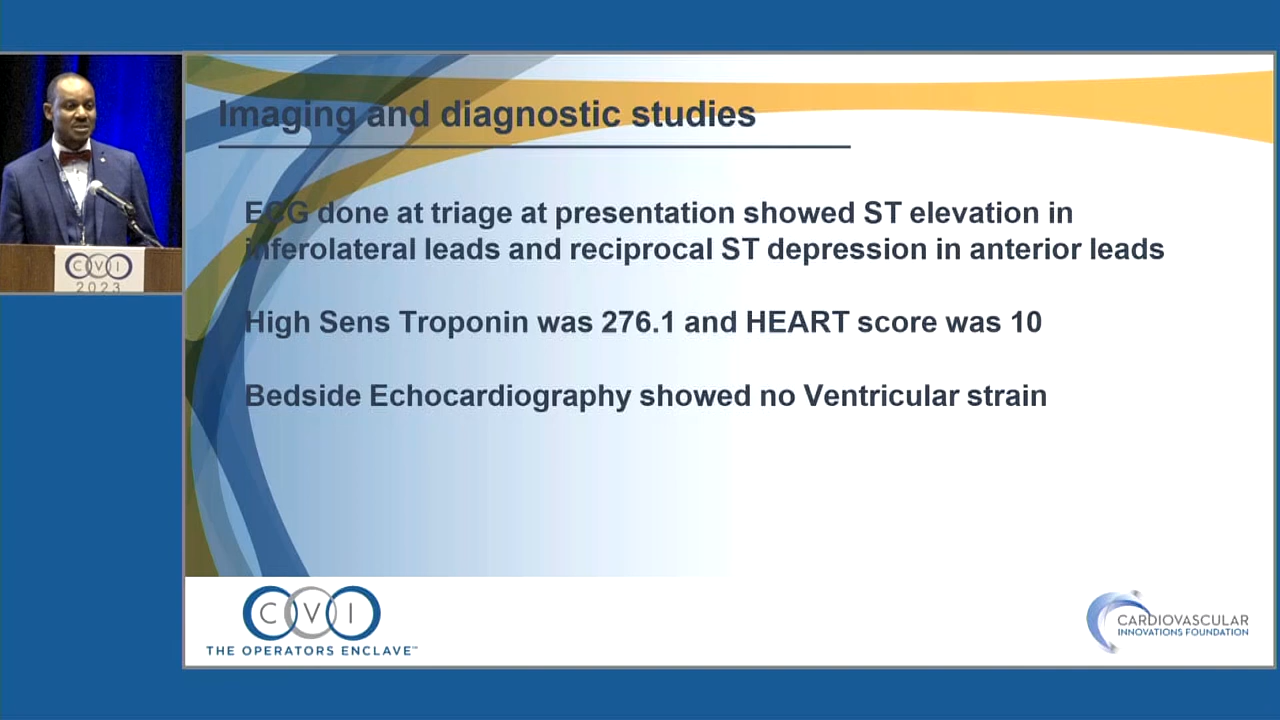 Imaging and diagnostic studies
ECG done at triage at presentation showed ST elevation in
inferolateral leads and reciprocal ST depression in anterior leads
High Sens Troponin was 276.1 and HEART score was 10
Bedside Echocardiography showed no Ventricular strain
CVI
2023
CVI
THE OPERATORS ENCLAVE™
CARDIOVASCULAR
INNOVATIONS FOUNDATION